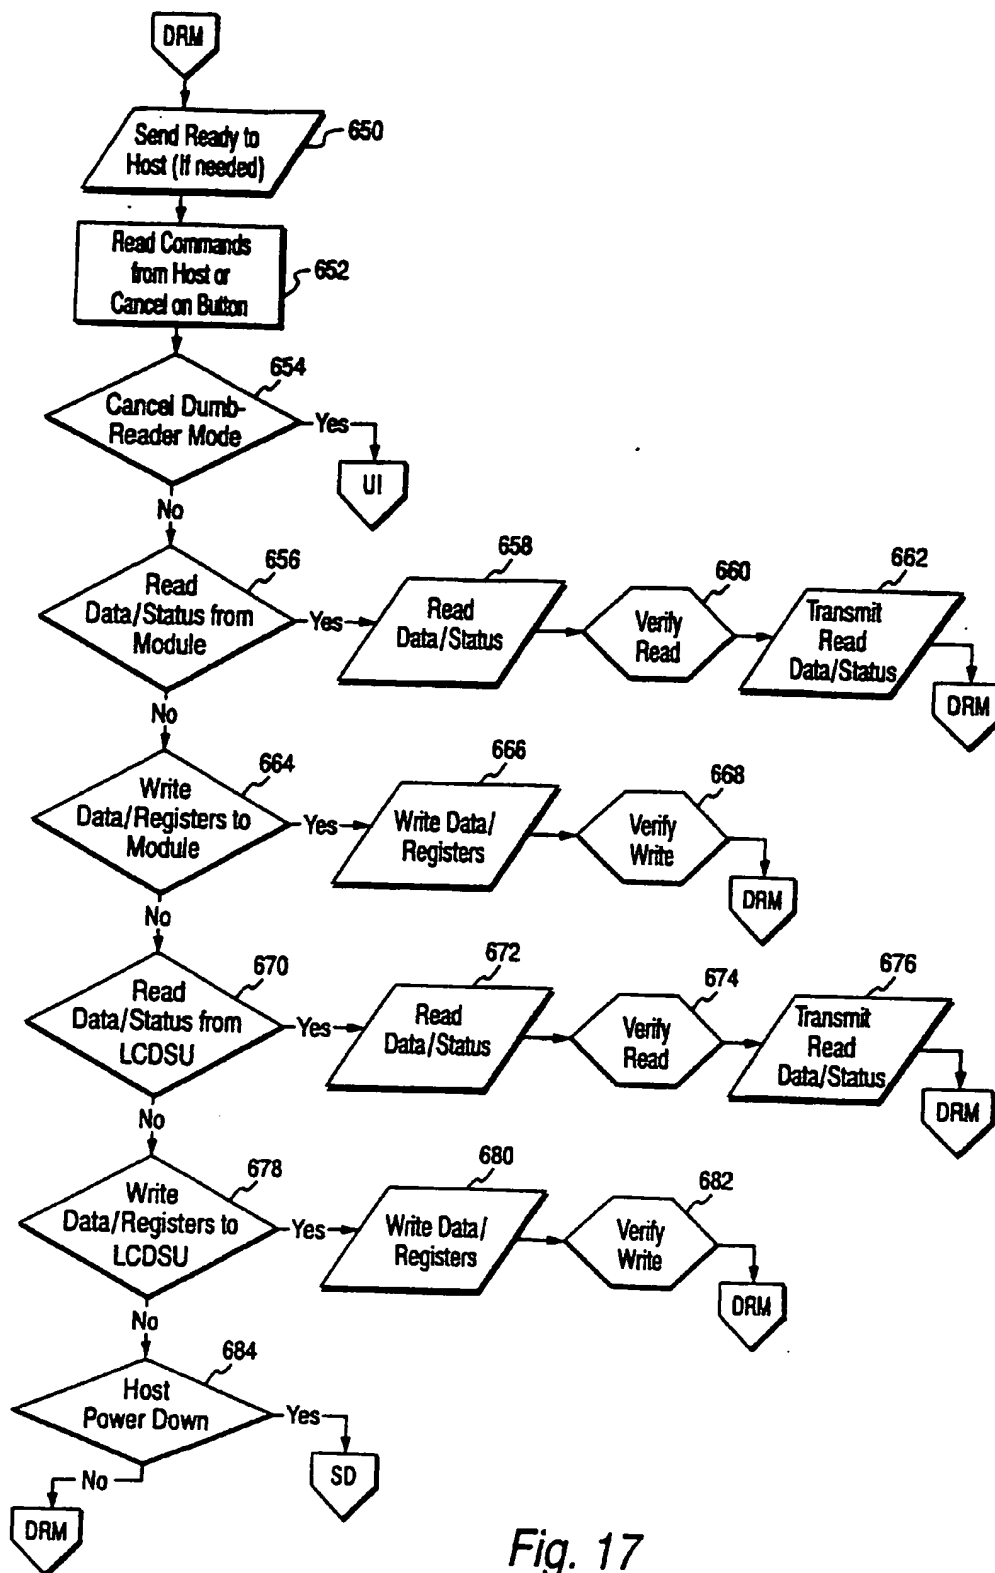 DRM
Send Ready to
Host (If needed)
650
Read Commands
from Host or
Cancel on Button
652
654
Cancel Dumb-
Reader Mode
Yes
UI
No
656
Read
Data/Status from
Module
Yes
658
Read
Data/Status
660
Verify
Read
662
Transmit
Read
Data/Status
DRM
No
664
Write
Data/Registers to
Module
Yes
666
Write Data/
Registers
668
Verify
Write
DRM
No
670
Read
Data/Status from
LCDSU
Yes
672
Read
Data/Status
674
Verify
Read
676
Transmit
Read
Data/Status
DRM
No
678
Write
Data/Registers to
LCDSU
Yes
680
Write Data/
Registers
682
Verify
Write
DRM
No
684
Host
Power Down
Yes
SD
No
DRM
Fig. 17